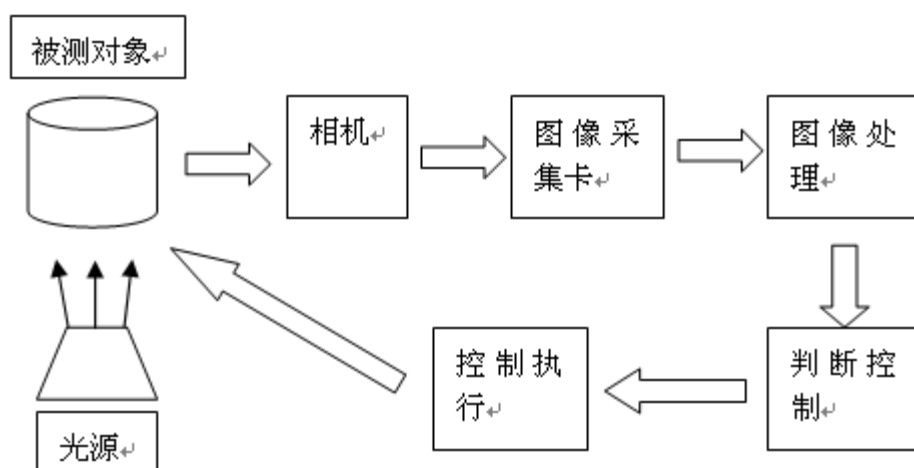 被测对象
相机
图像采
集卡
图像处
理
控制执
行
判断控
制
光源